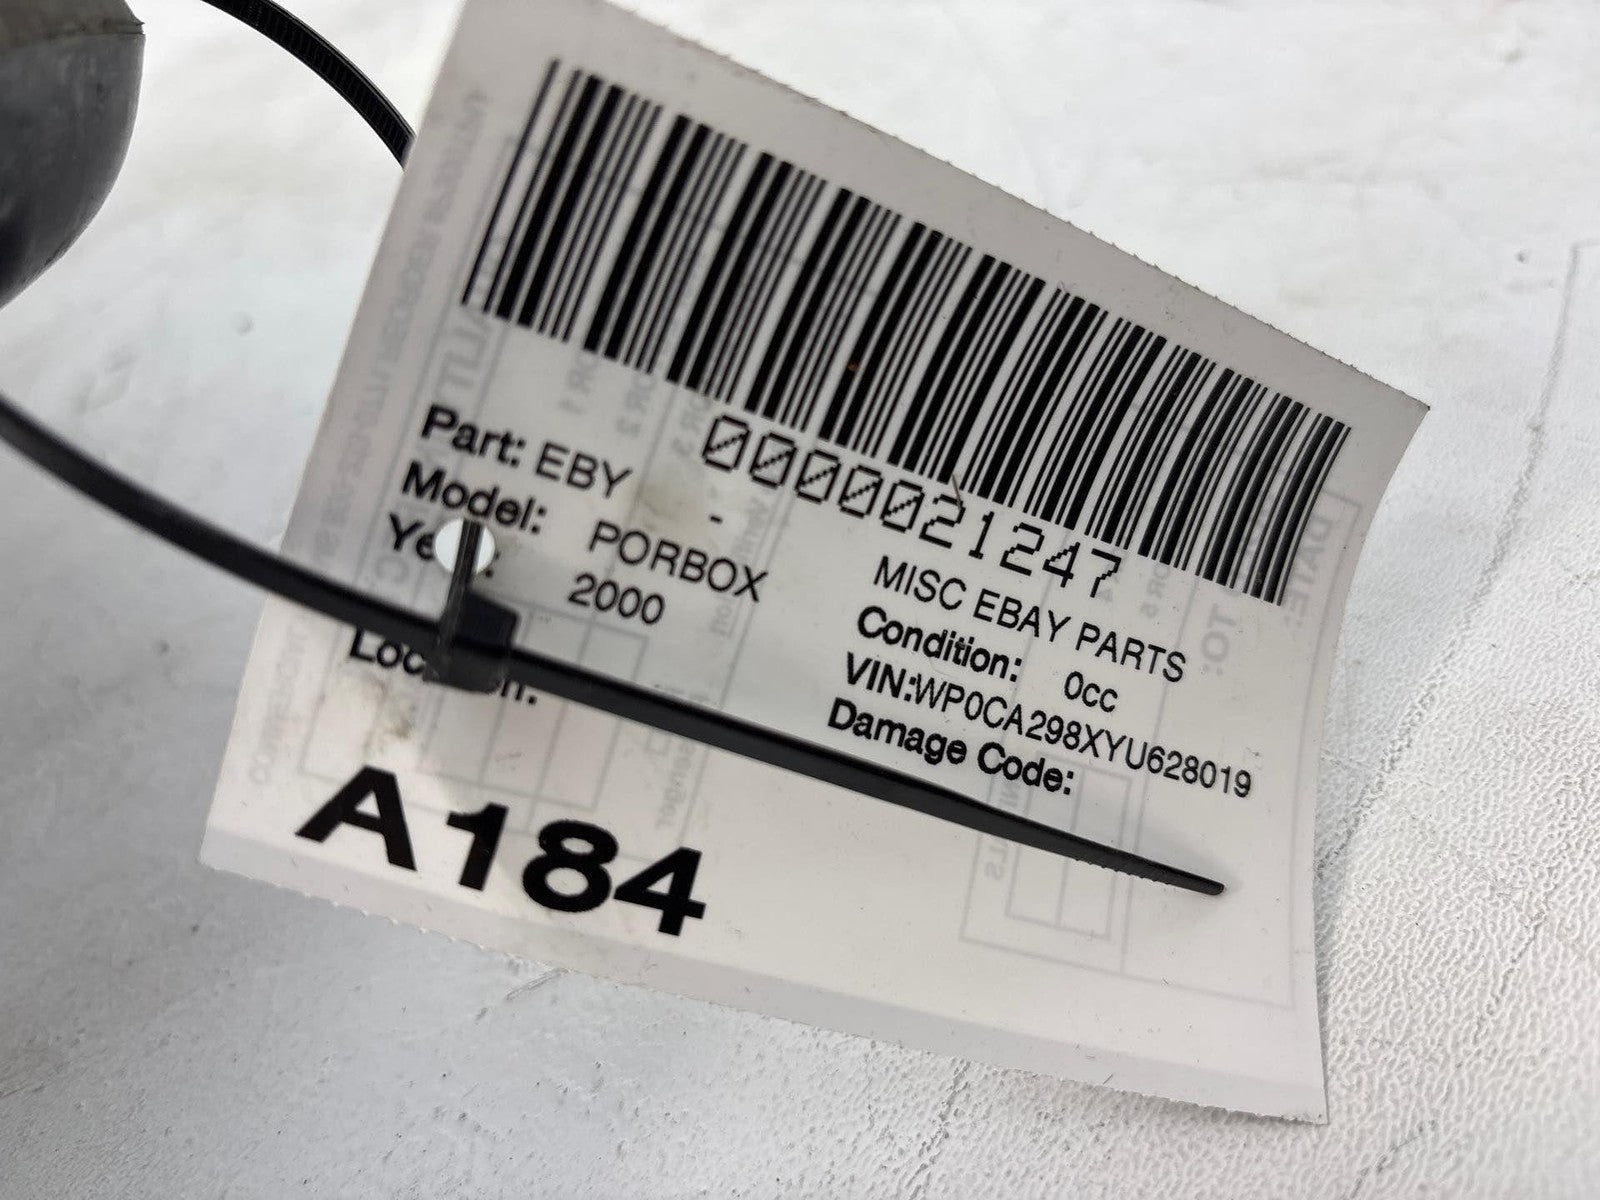 0000021247
Part: EBY - MISC EBAY PARTS
Model: PORBOX Condition: 0cc
2000 VIN:WP0CA298XYU628019
Damage Code:
A184